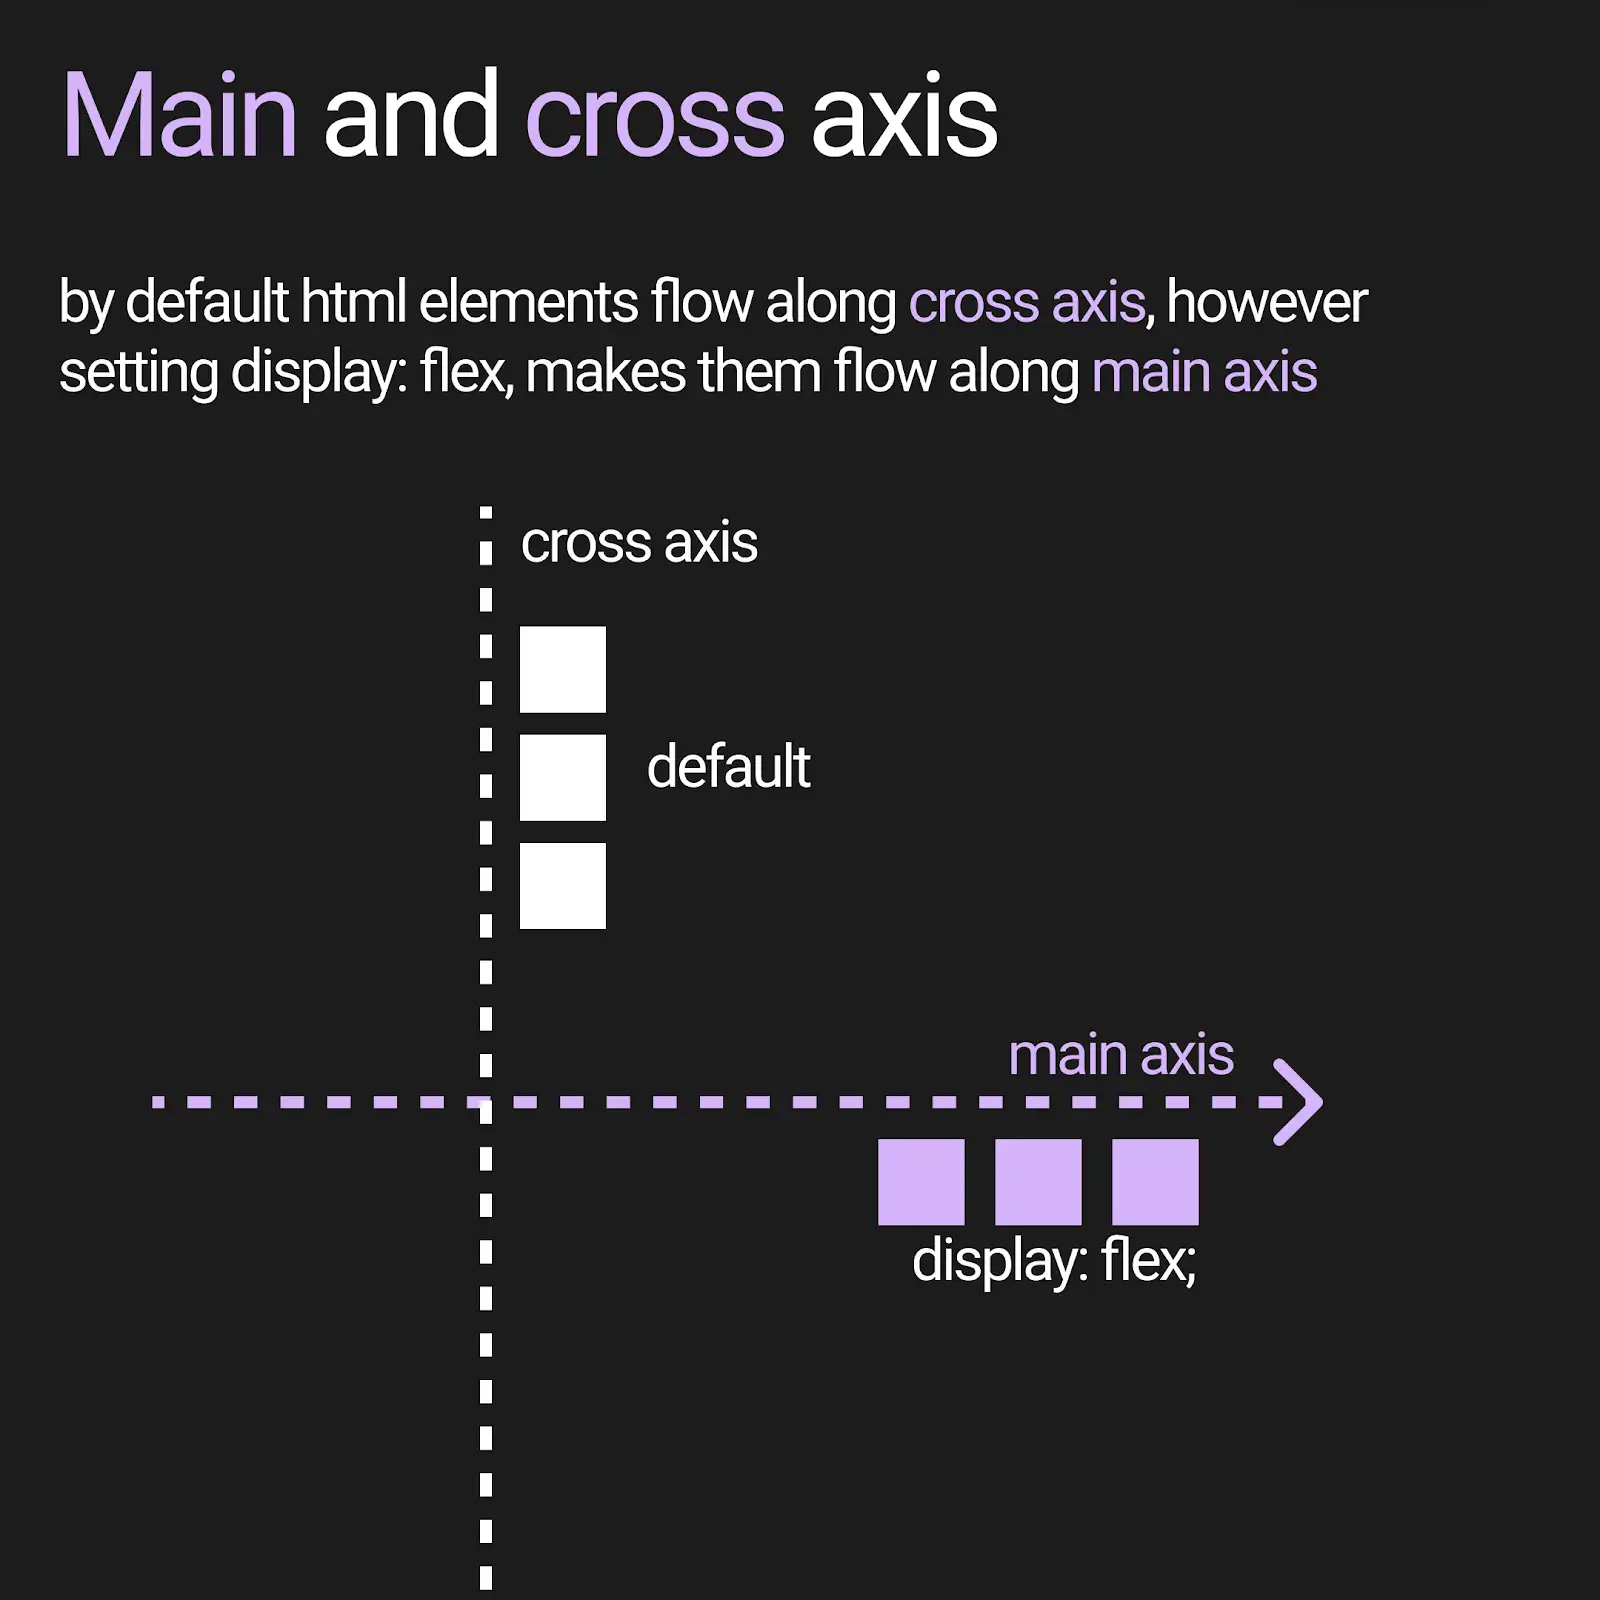 Main and cross axis
by default html elements flow along cross axis, however
setting display: flex, makes them flow along main axis
cross axis
default
main axis
display: flex;